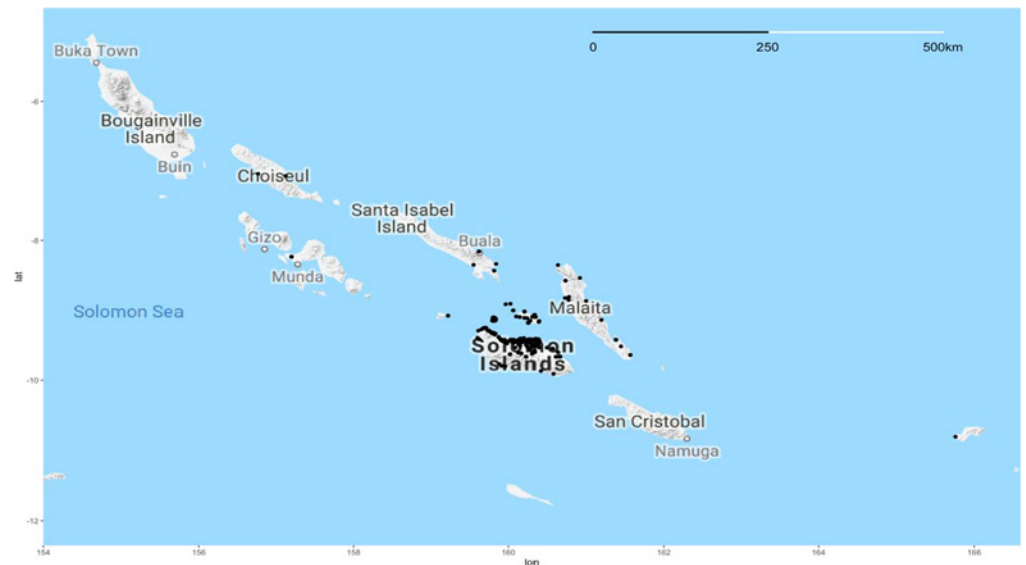 Buka Town
0 250 500km
-6
Bougainville
Island
Buin
Choiseul
Santa Isabel
Island
-8
Gizo
Buala
Munda
lat
Solomon Sea
Malaita
Solomon
Islands
-10
San Cristobal
Namuga
-12
154 156 158 160 162 164 166
lon